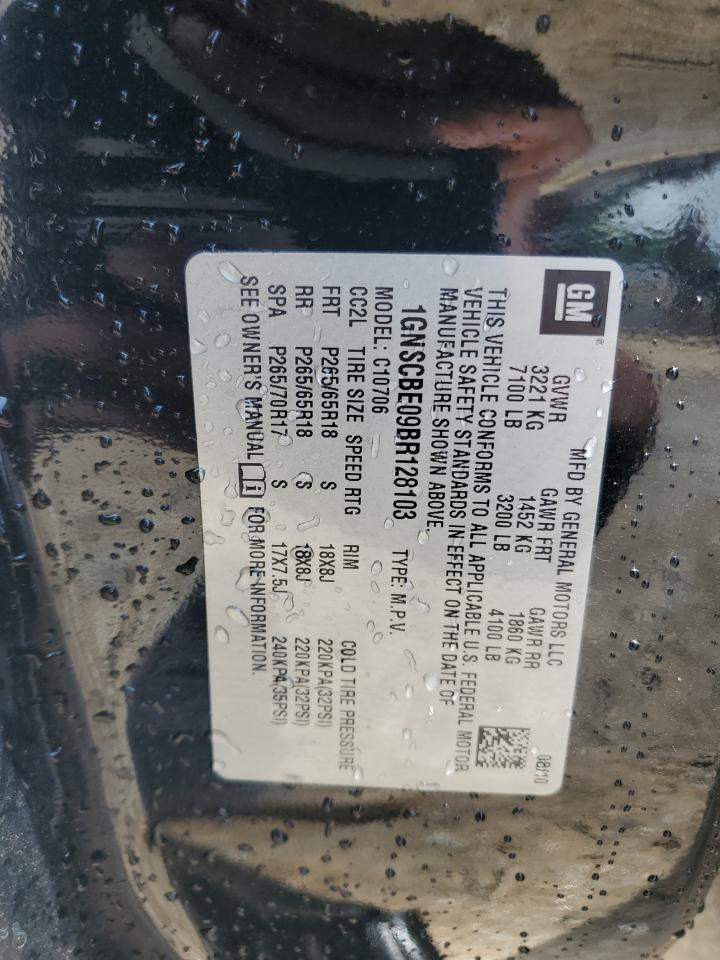 GM
MFD BY GENERAL MOTORS LLC 08/10
GVWR GAWR FRT GAWR RR
3221 KG 1452 KG 1860 KG
7100 LB 3200 LB 4100 LB
THIS VEHICLE CONFORMS TO ALL APPLICABLE U.S. FEDERAL MOTOR
VEHICLE SAFETY STANDARDS IN EFFECT ON THE DATE OF
MANUFACTURE SHOWN ABOVE.
1GNSCBE09BR128103 TYPE: M.P.V.
MODEL: C10706
CC2L TIRE SIZE SPEED RTG RIM COLD TIRE PRESSURE
FRT P265/65R18 S 18X8J 220KPA(32PSI)
RR P265/65R18 S 18X8J 220KPA(32PSI)
SPA P265/70R17 S 17X7.5J 240KPA(35PSI)
SEE OWNER'S MANUAL i FOR MORE INFORMATION.